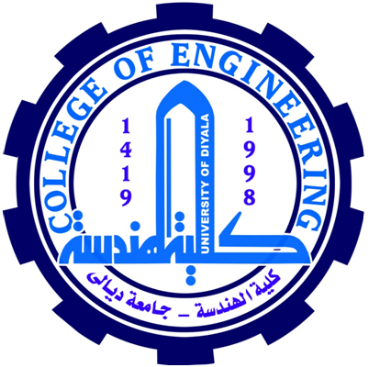 COLLEGE OF ENGINEERING
1419
1998
UNIVERSITY OF DIYALA
كلية الهندسة
كلية الهندسة - جامعة ديالى